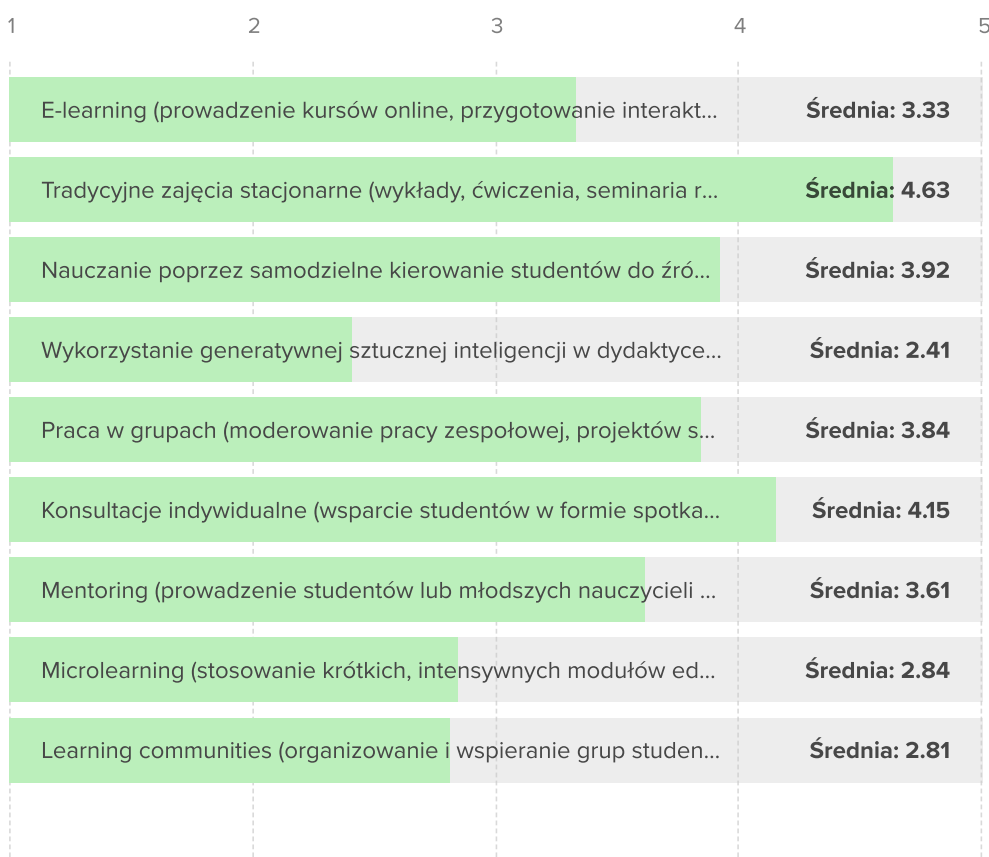 1 2 3 4 5
E-learning (prowadzenie kursów online, przygotowanie interakt... Średnia: 3.33
Tradycyjne zajęcia stacjonarne (wykłady, ćwiczenia, seminaria r... Średnia: 4.63
Nauczanie poprzez samodzielne kierowanie studentów do źró... Średnia: 3.92
Wykorzystanie generatywnej sztucznej inteligencji w dydaktyce... Średnia: 2.41
Praca w grupach (moderowanie pracy zespołowej, projektów s... Średnia: 3.84
Konsultacje indywidualne (wsparcie studentów w formie spotka... Średnia: 4.15
Mentoring (prowadzenie studentów lub młodszych nauczycieli ... Średnia: 3.61
Microlearning (stosowanie krótkich, intensywnych modułów ed... Średnia: 2.84
Learning communities (organizowanie i wspieranie grup studen... Średnia: 2.81